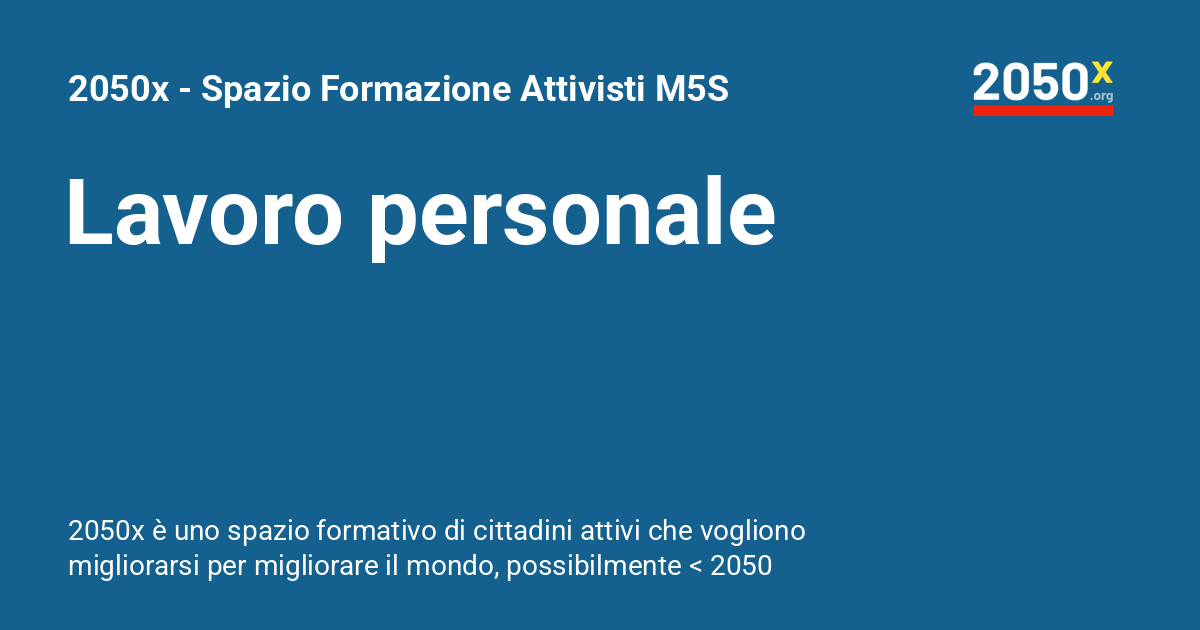 2050x - Spazio Formazione Attivisti M5S
2050x
.org
Lavoro personale
2050x è uno spazio formativo di cittadini attivi che vogliono
migliorarsi per migliorare il mondo, possibilmente < 2050